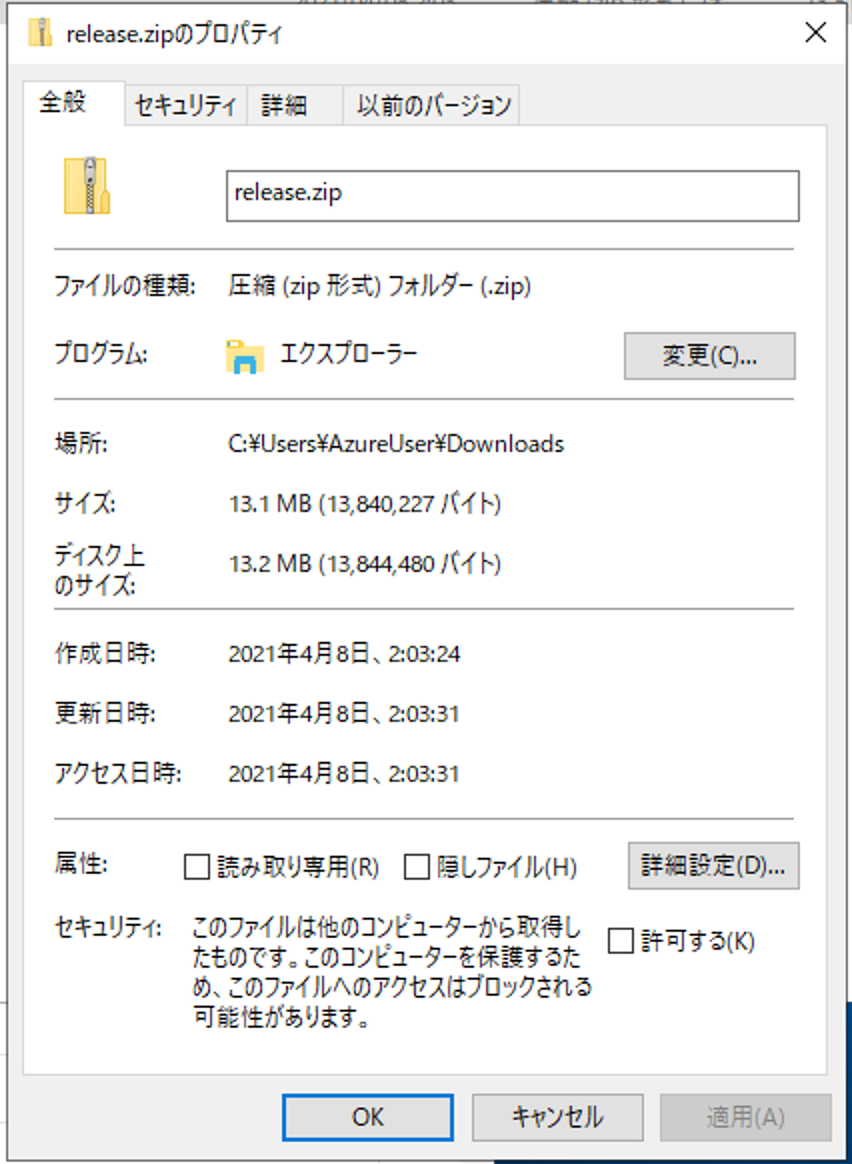 release.zipのプロパティ
全般 セキュリティ 詳細 以前のバージョン
release.zip
ファイルの種類: 圧縮 (zip 形式) フォルダー (.zip)
プログラム: エクスプローラー 変更(C)...
場所: C:¥Users¥AzureUser¥Downloads
サイズ: 13.1 MB (13,840,227 バイト)
ディスク上
のサイズ: 13.2 MB (13,844,480 バイト)
作成日時: 2021年4月8日、2:03:24
更新日時: 2021年4月8日、2:03:31
アクセス日時: 2021年4月8日、2:03:31
属性: 読み取り専用(R) 隠しファイル(H) 詳細設定(D)...
セキュリティ: このファイルは他のコンピューターから取得し
たものです。このコンピューターを保護するた
め、このファイルへのアクセスはブロックされる
可能性があります。
許可する(K)
OK キャンセル 適用(A)